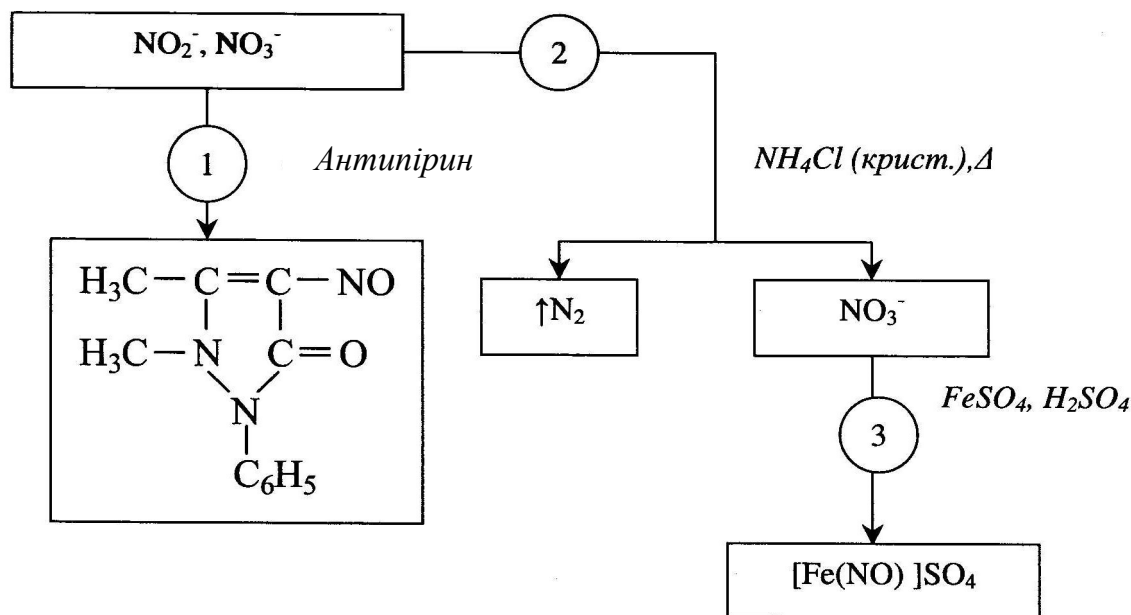 NO₂⁻, NO₃⁻
2
1
Антипірин
NH₄Cl (крист.),Δ
H₃C—C=C—NO
H₃C—N C=O
N
C₆H₅
↑N₂
NO₃⁻
FeSO₄, H₂SO₄
3
[Fe(NO) ]SO₄